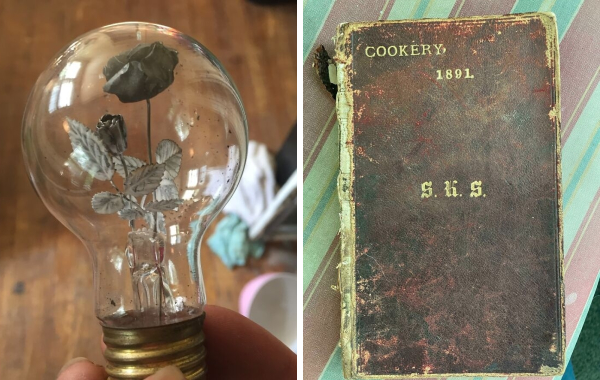 COOKERY,
1891.
S. K. S.